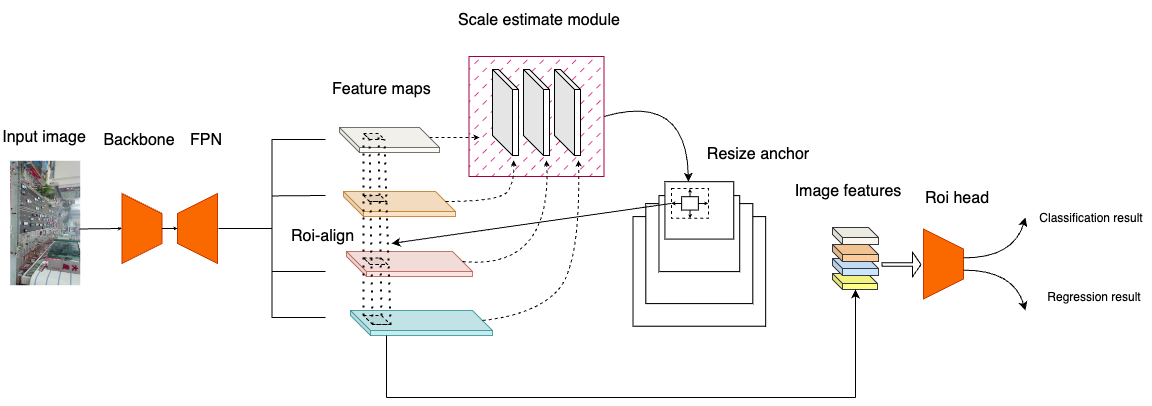 Scale estimate module
Feature maps
Input image
Backbone
FPN
Resize anchor
Image features
Roi head
Roi-align
Classification result
Regression result